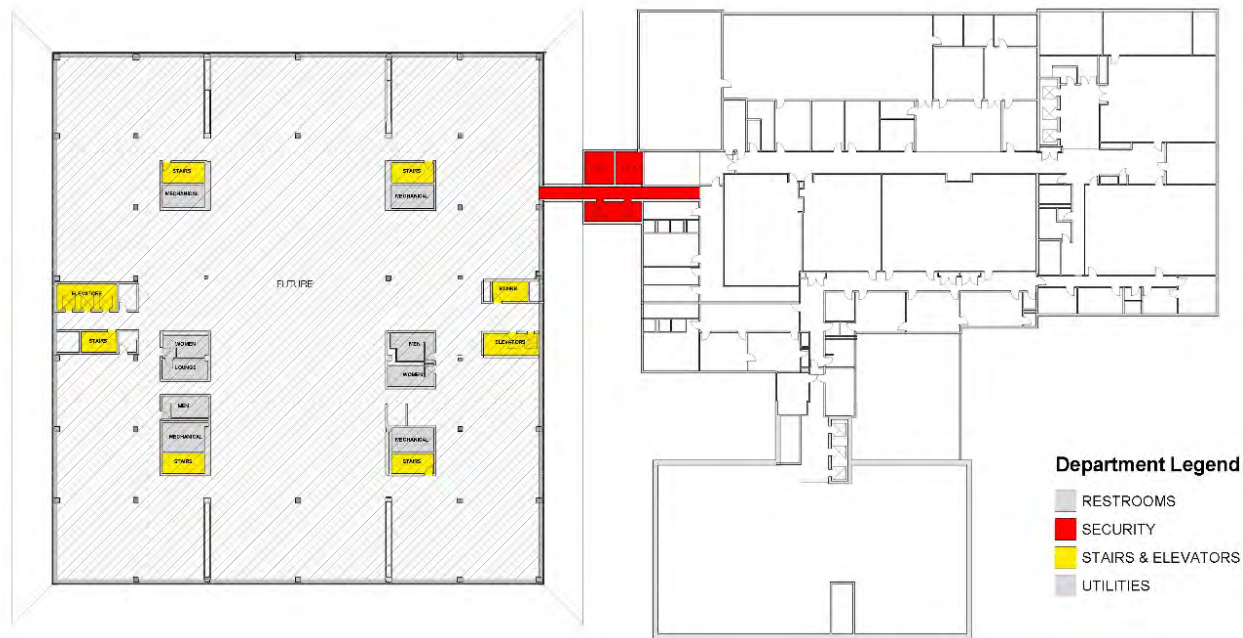 STAIRS
STAIRS
MECHANICAL
MECHANICAL
ELEVATORS
FUTURE
STAIRS
STAIRS
WOMEN
MEN
ELEVATORS
LOUNGE
WOMEN
MEN
MECHANICAL
MECHANICAL
STAIRS
STAIRS
Department Legend
RESTROOMS
SECURITY
STAIRS & ELEVATORS
UTILITIES